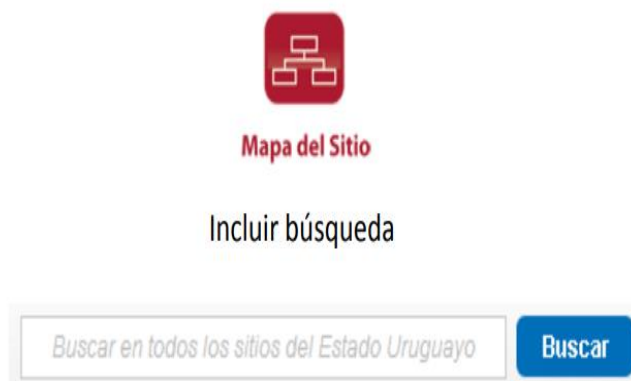 Mapa del Sitio
Incluir búsqueda
Buscar en todos los sitios del Estado Uruguayo
Buscar